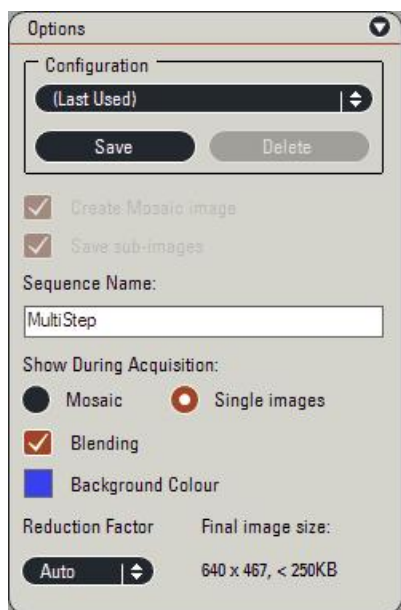 Options
Configuration
(Last Used)
Save Delete
Create Mosaic image
Save sub-images
Sequence Name:
MultiStep
Show During Acquisition:
Mosaic Single images
Blending
Background Colour
Reduction Factor Final image size:
Auto 640 x 467, < 250KB